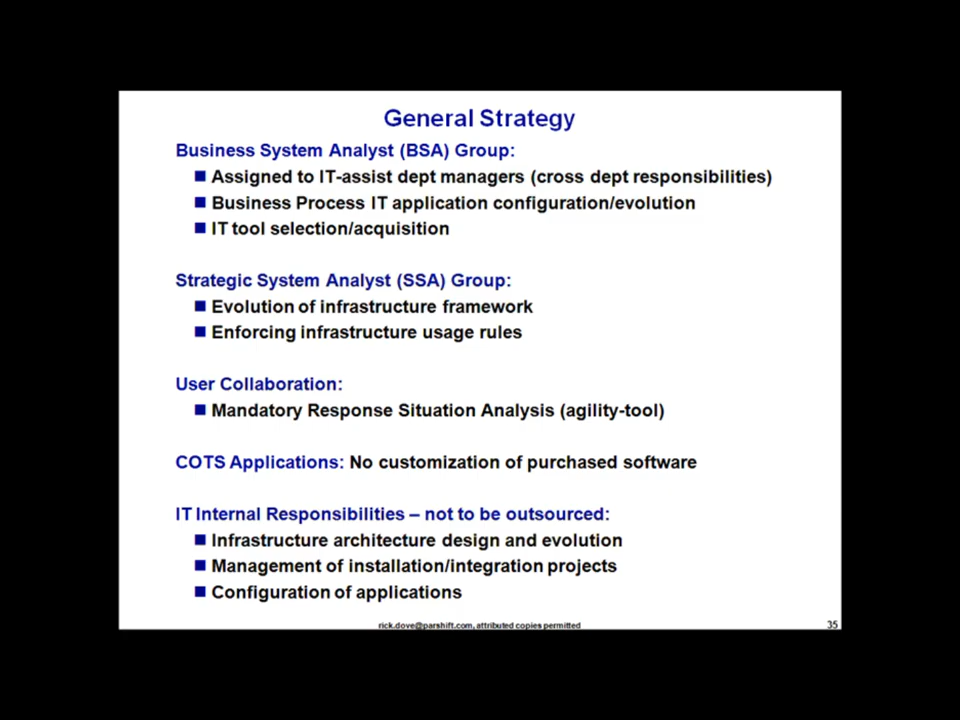 General Strategy
Business System Analyst (BSA) Group:
■ Assigned to IT-assist dept managers (cross dept responsibilities)
■ Business Process IT application configuration/evolution
■ IT tool selection/acquisition
Strategic System Analyst (SSA) Group:
■ Evolution of infrastructure framework
■ Enforcing infrastructure usage rules
User Collaboration:
■ Mandatory Response Situation Analysis (agility-tool)
COTS Applications: No customization of purchased software
IT Internal Responsibilities – not to be outsourced:
■ Infrastructure architecture design and evolution
■ Management of installation/integration projects
■ Configuration of applications
rick.dove@parshift.com, attributed copies permitted
35